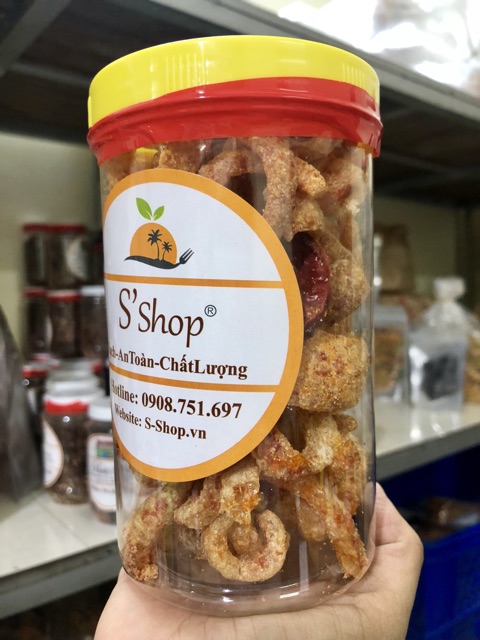 S'Shop®
-AnToàn-ChấtLượng
Hotline: 0908.751.697
Website: S-Shop.vn